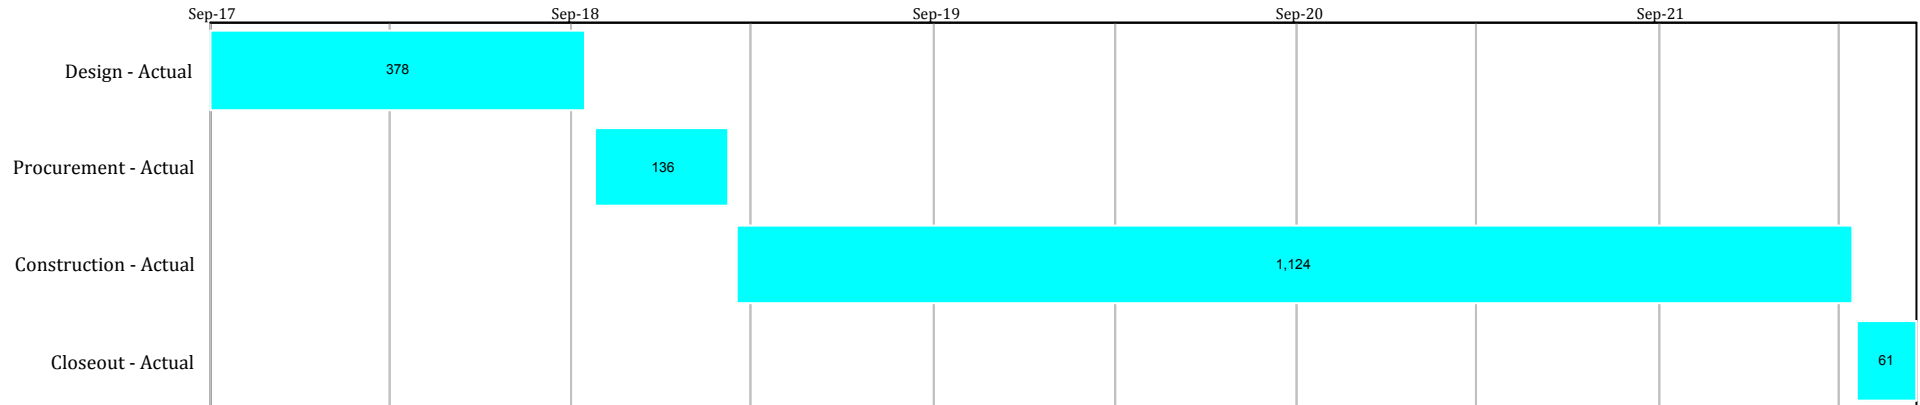 Sep-17 Sep-18 Sep-19 Sep-20 Sep-21
Design - Actual 378
Procurement - Actual 136
Construction - Actual 1,124
Closeout - Actual 61